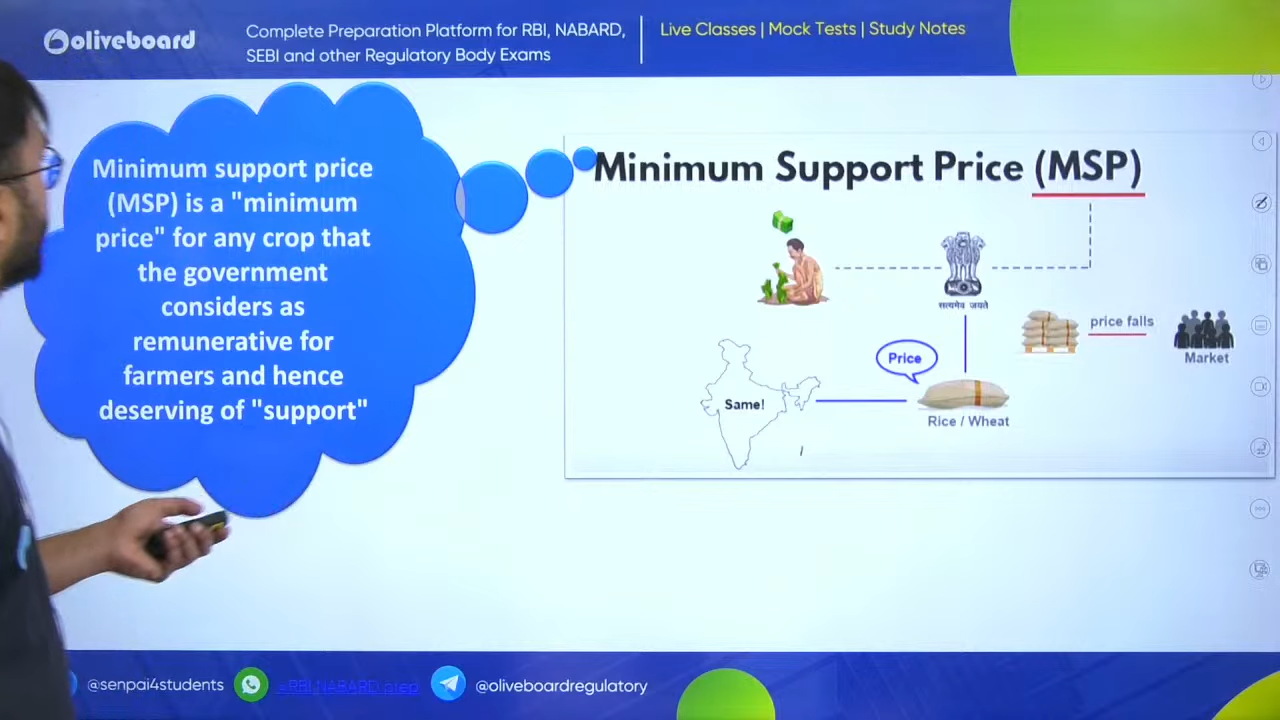 oliveboard
Complete Preparation Platform for RBI, NABARD,
SEBI and other Regulatory Body Exams
Live Classes | Mock Tests | Study Notes
Minimum support price
(MSP) is a "minimum
price" for any crop that
the government
considers as
remunerative for
farmers and hence
deserving of "support"
Minimum Support Price (MSP)
सत्यमेव जयते
price falls
Market
Price
Same!
Rice / Wheat
@senpai4students
RBI NABARD prep
@oliveboardregulatory